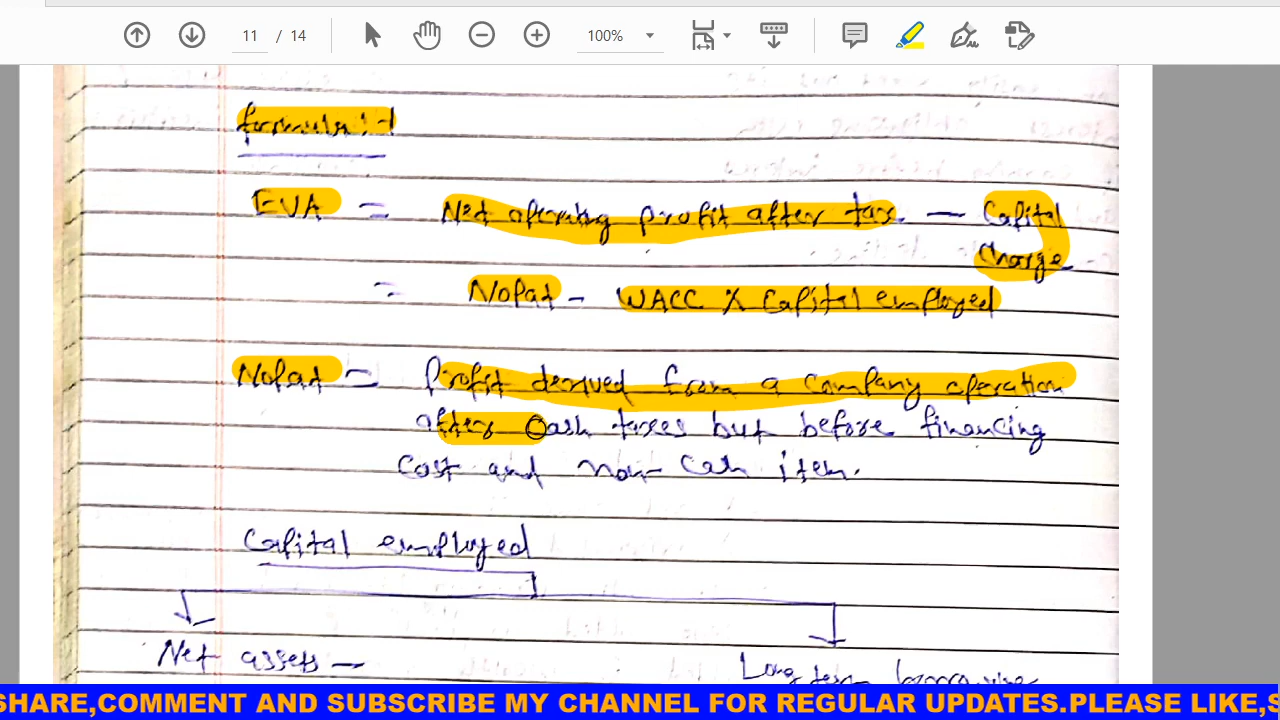 11 / 14
100%
formula :-
EVA = Net operating profit after tax. — Capital
Charge
= Nopat - WACC X Capital employed
Nopat = Profit derived from a company operation
after cash taxes but before financing
cost and non-cash item.
Capital employed
Net assets — Long term
SHARE,COMMENT AND SUBSCRIBE MY CHANNEL FOR REGULAR UPDATES.PLEASE LIKE,S